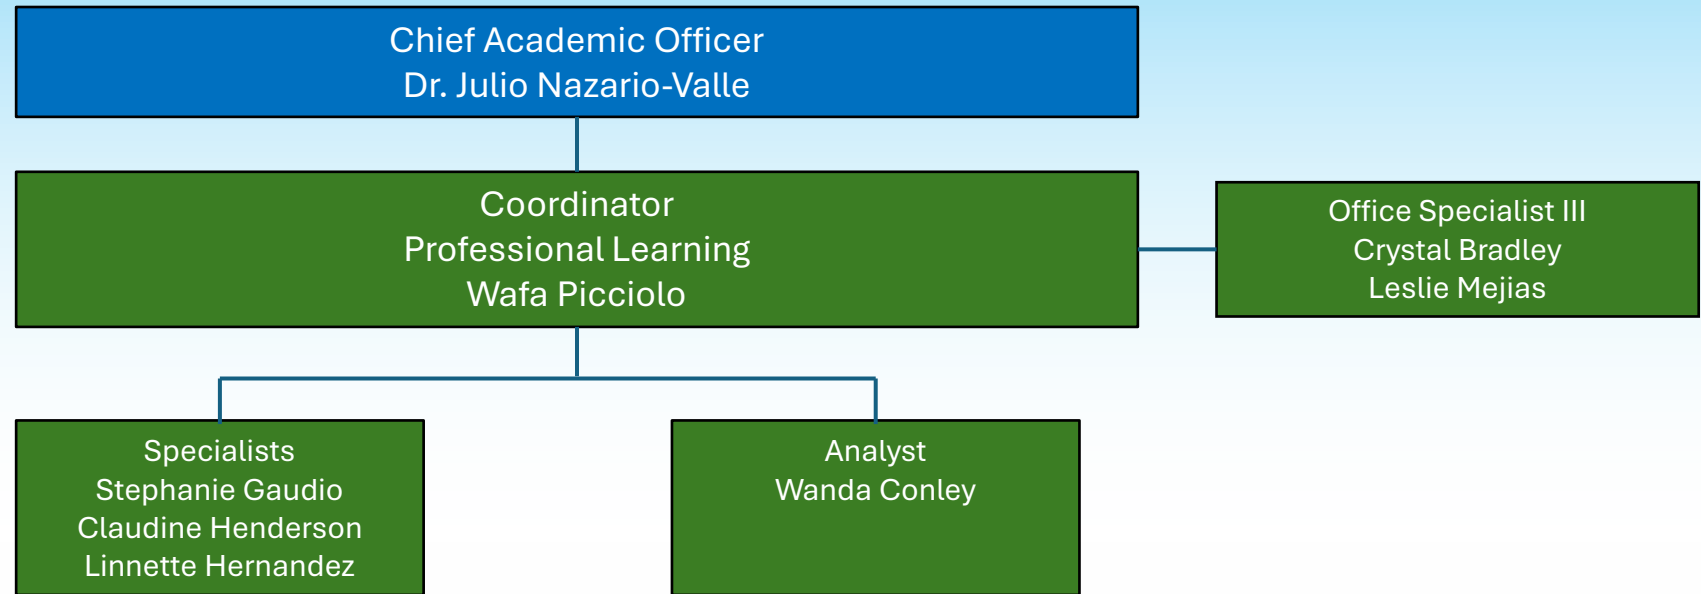 Chief Academic Officer
Dr. Julio Nazario-Valle
Coordinator
Professional Learning
Wafa Picciolo
Office Specialist III
Crystal Bradley
Leslie Mejias
Specialists
Stephanie Gaudio
Claudine Henderson
Linnette Hernandez
Analyst
Wanda Conley